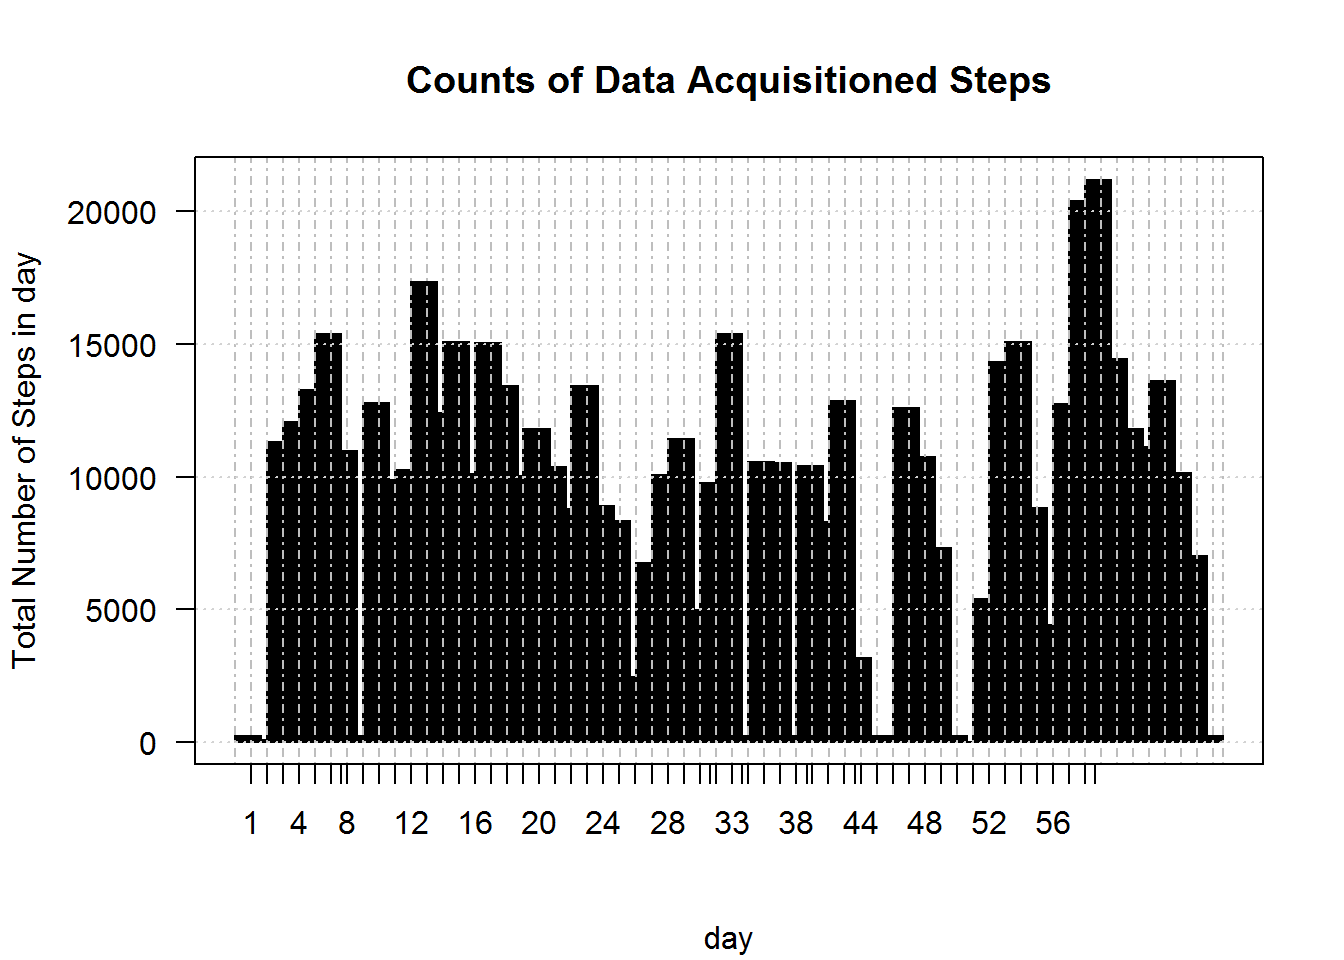 Counts of Data Acquisitioned Steps
Total Number of Steps in day
20000
15000
10000
5000
0
1 4 8 12 16 20 24 28 33 38 44 48 52 56
day